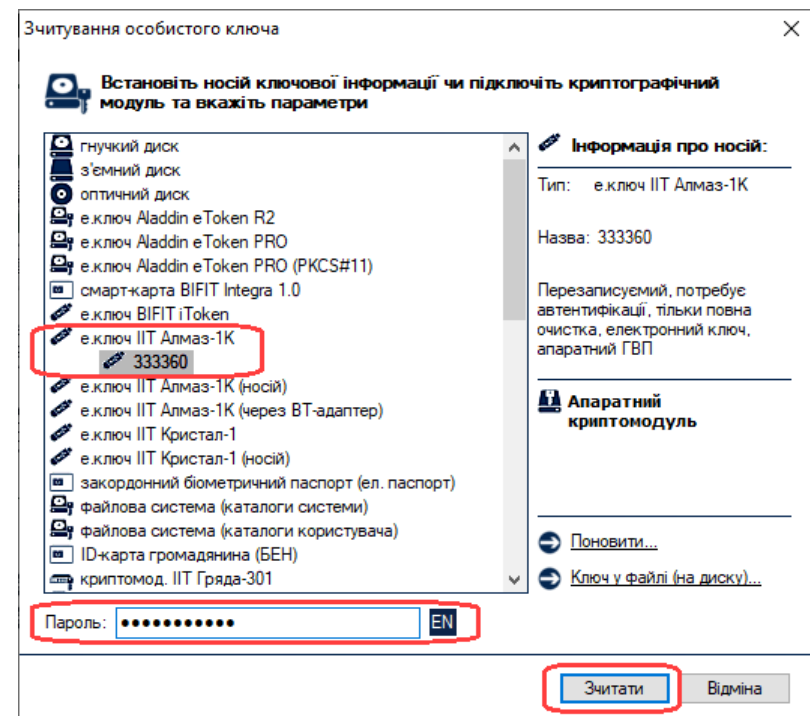 Зчитування особистого ключа
Встановіть носій ключової інформації чи підключіть криптографічний
модуль та вкажіть параметри
гнучкий диск
з'ємний диск
оптичний диск
е.ключ Aladdin eToken R2
е.ключ Aladdin eToken PRO
е.ключ Aladdin eToken PRO (PKCS#11)
смарт-карта BIFIT Integra 1.0
е.ключ BIFIT iToken
е.ключ ІІТ Алмаз-1К
333360
е.ключ ІІТ Алмаз-1К (носій)
е.ключ ІІТ Алмаз-1К (через BT-адаптер)
е.ключ ІІТ Кристал-1
е.ключ ІІТ Кристал-1 (носій)
закордонний біометричний паспорт (ел. паспорт)
файлова система (каталоги системи)
файлова система (каталоги користувача)
ID-карта громадянина (БЕН)
криптомод. ІІТ Гряда-301
Інформація про носій:
Тип: е.ключ ІІТ Алмаз-1К
Назва: 333360
Перезаписуємий, потребує
автентифікації, тільки повна
очистка, електронний ключ,
апаратний ГВП
Апаратний
криптомодуль
Поновити...
Ключ у файлі (на диску)...
Пароль: ●●●●●●●●●●● EN
Зчитати Відміна